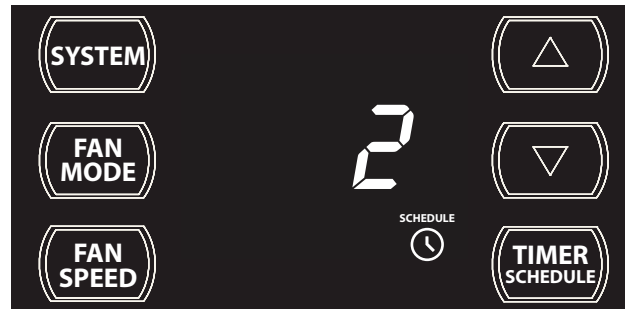 SYSTEM
FAN
MODE
FAN
SPEED
2
SCHEDULE
TIMER
SCHEDULE